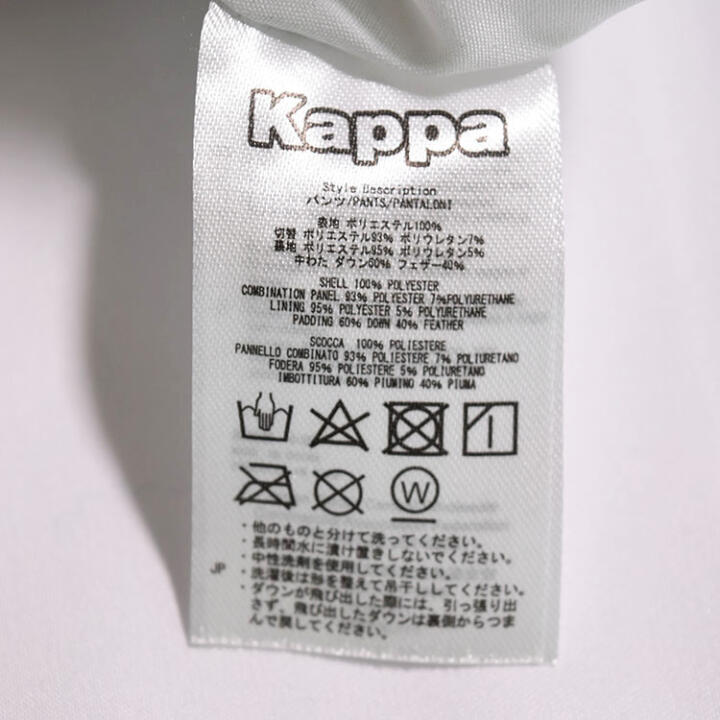 Kappa
Style Description
パンツ/PANTS/PANTALONI
表地 ポリエステル100%
切替 ポリエステル93% ポリウレタン7%
裏地 ポリエステル95% ポリウレタン5%
中わた ダウン60% フェザー40%
SHELL 100% POLYESTER
COMBINATION PANEL 93% POLYESTER 7%POLYURETHANE
LINING 95% POLYESTER 5% POLYURETHANE
PADDING 60% DOWN 40% FEATHER
SCOCCA 100% POLIESTERE
PANNELLO COMBINATO 93% POLIESTERE 7% POLIURETANO
FODERA 95% POLIESTERE 5% POLIURETANO
IMBOTTITURA 60% PIUMINO 40% PIUMA
W
・他のものと分けて洗ってください。
・長時間水に漬け置きしないでください。
・中性洗剤を使用してください。
JP ・洗濯後は形を整えて吊干ししてください。
・ダウンが飛び出した際には、引っ張り出
さず、飛び出したダウンは裏側からつま
んで戻してください。